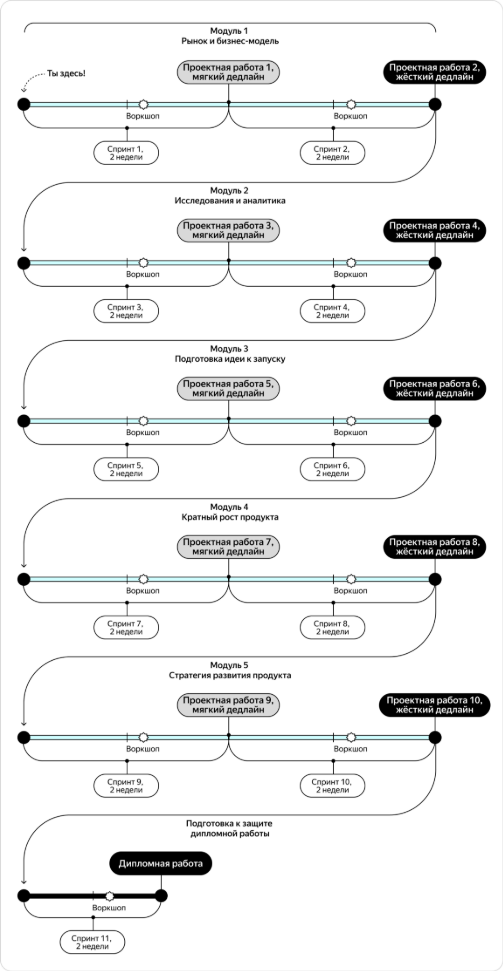 Модуль 1
Рынок и бизнес-модель
Ты здесь!
Проектная работа 1,
мягкий дедлайн
Проектная работа 2,
жёсткий дедлайн
Воркшоп
Воркшоп
Спринт 1,
2 недели
Спринт 2,
2 недели
Модуль 2
Исследования и аналитика
Проектная работа 3,
мягкий дедлайн
Проектная работа 4,
жёсткий дедлайн
Воркшоп
Воркшоп
Спринт 3,
2 недели
Спринт 4,
2 недели
Модуль 3
Подготовка идеи к запуску
Проектная работа 5,
мягкий дедлайн
Проектная работа 6,
жёсткий дедлайн
Воркшоп
Воркшоп
Спринт 5,
2 недели
Спринт 6,
2 недели
Модуль 4
Кратный рост продукта
Проектная работа 7,
мягкий дедлайн
Проектная работа 8,
жёсткий дедлайн
Воркшоп
Воркшоп
Спринт 7,
2 недели
Спринт 8,
2 недели
Модуль 5
Стратегия развития продукта
Проектная работа 9,
мягкий дедлайн
Проектная работа 10,
жёсткий дедлайн
Воркшоп
Воркшоп
Спринт 9,
2 недели
Спринт 10,
2 недели
Подготовка к защите
дипломной работы
Дипломная работа
Воркшоп
Спринт 11,
2 недели